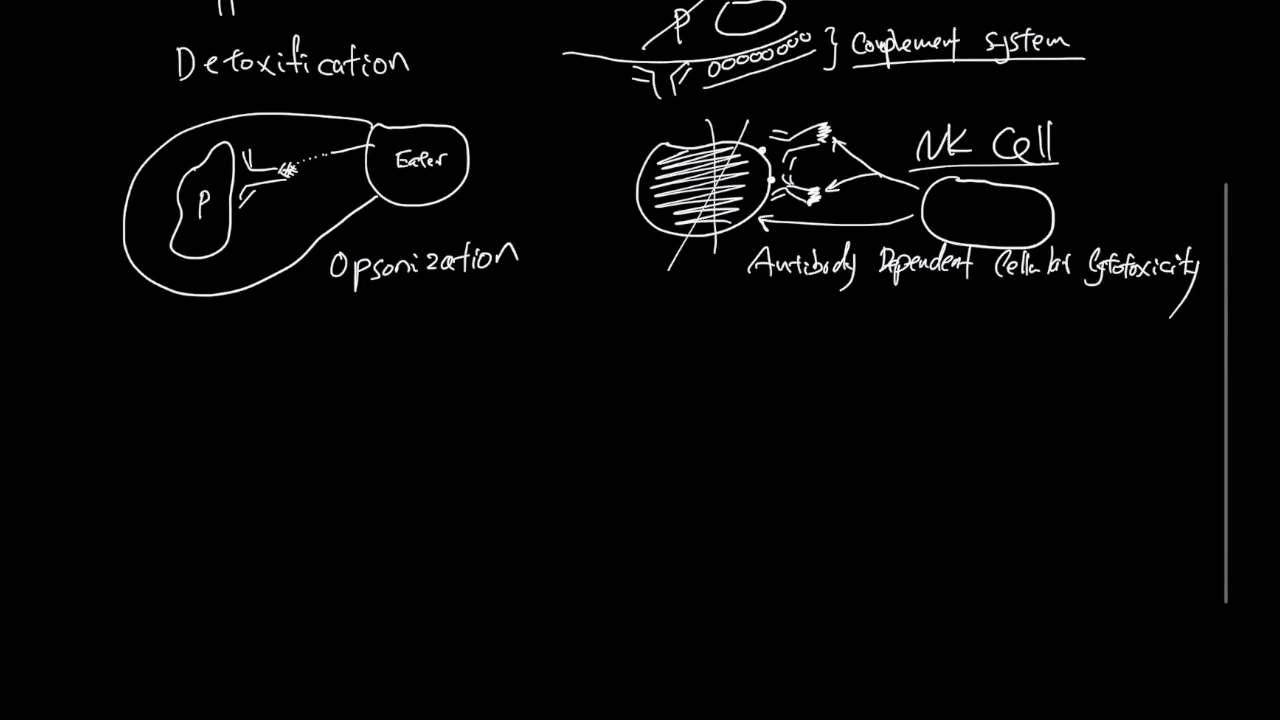 P
Complement system
Detoxification
NK Cell
Eater
P
Opsonization
Antibody Dependent Cellular Cytotoxicity